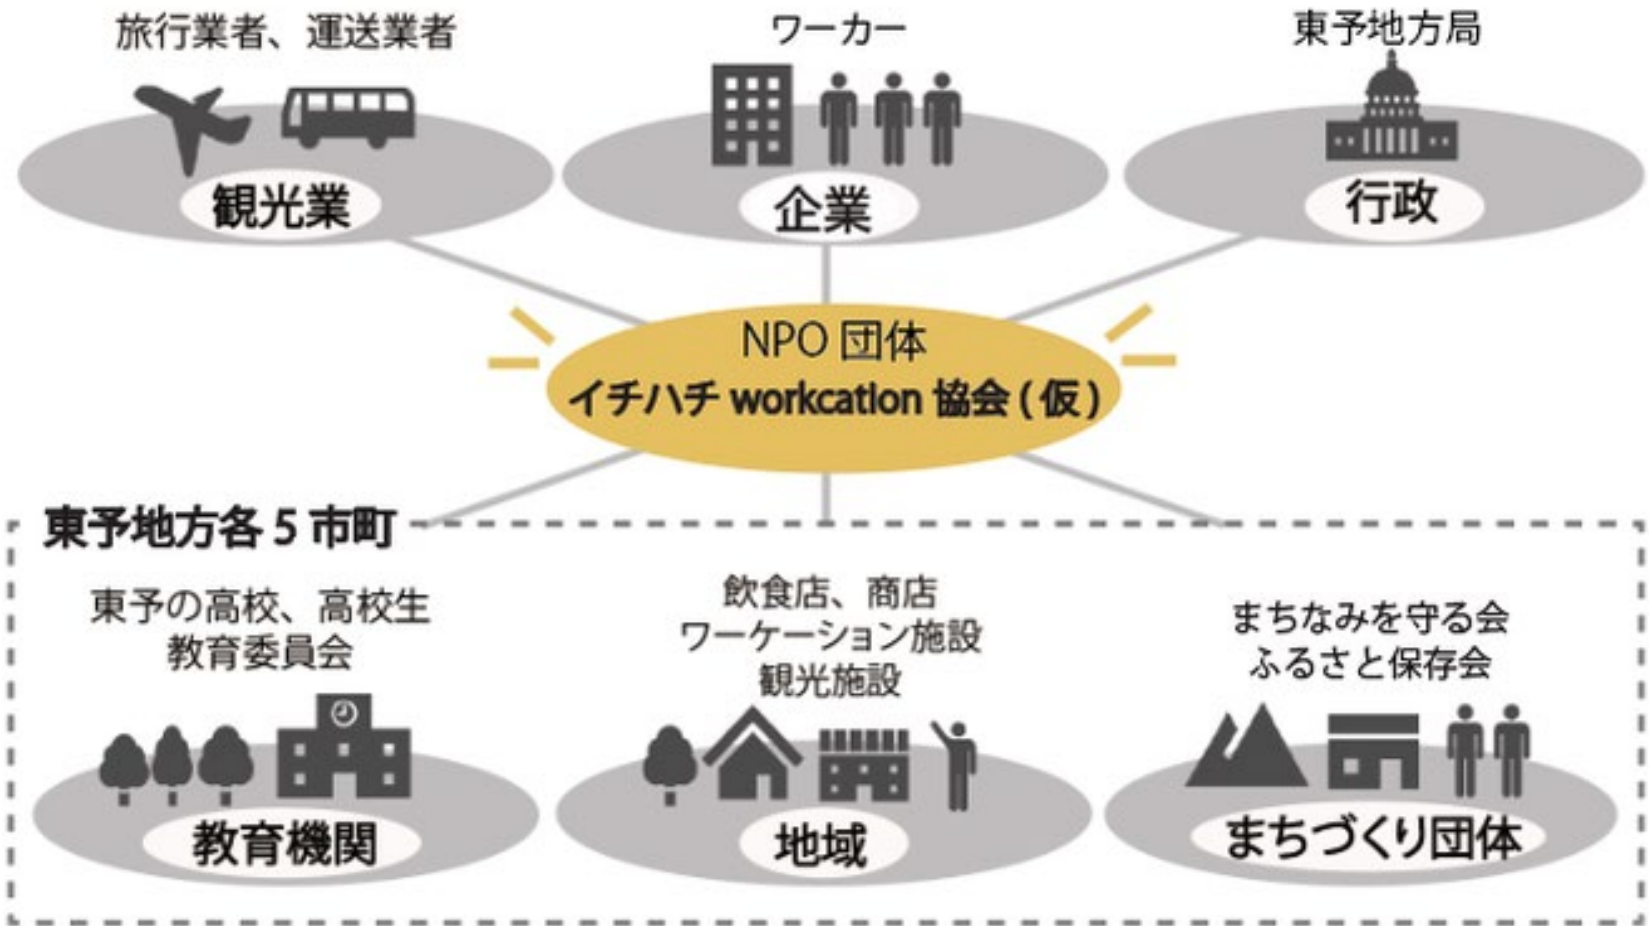 旅行業者、運送業者
ワーカー
東予地方局
観光業
企業
行政
NPO 団体
イチハチ workcation 協会 ( 仮 )
東予地方各 5 市町
東予の高校、高校生
教育委員会
飲食店、商店
ワーケーション施設
観光施設
まちなみを守る会
ふるさと保存会
教育機関
地域
まちづくり団体